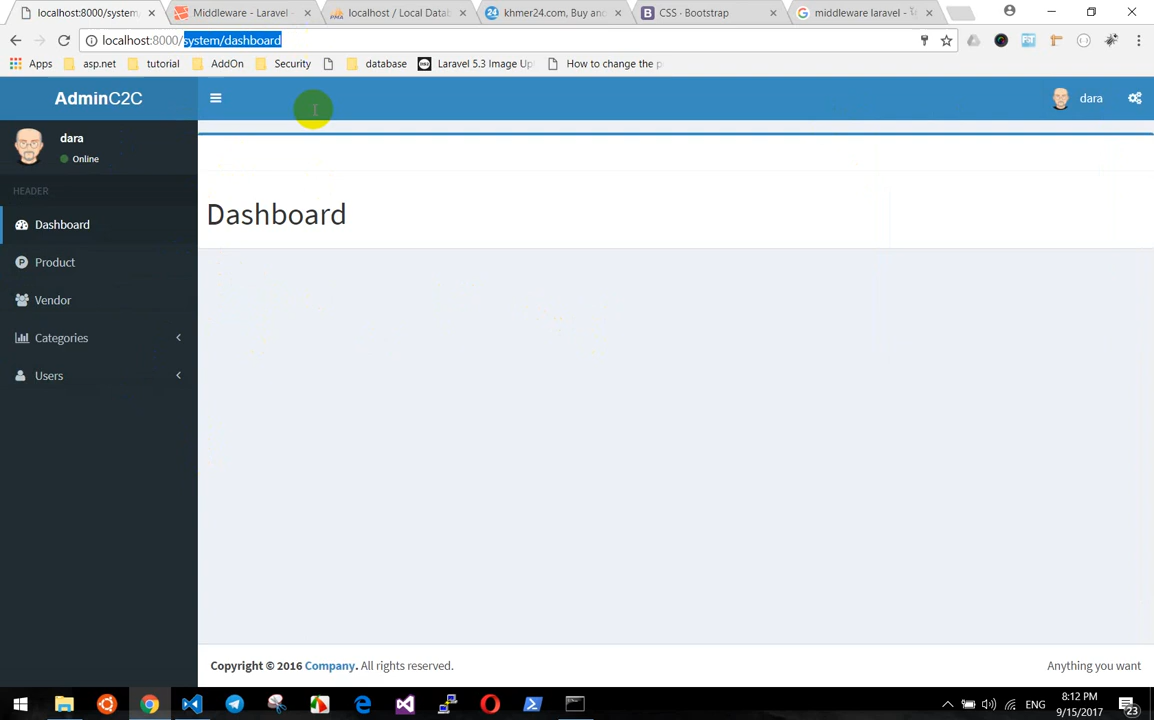 localhost:8000/system
Middleware - Laravel
localhost / Local Datab
khmer24.com, Buy and
CSS · Bootstrap
middleware laravel -
localhost:8000/system/dashboard
Apps
asp.net
tutorial
AddOn
Security
database
Laravel 5.3 Image Up
How to change the p
AdminC2C
dara
dara
Online
HEADER
Dashboard
Dashboard
Product
Vendor
Categories
Users
Copyright © 2016 Company. All rights reserved.
Anything you want
8:12 PM
ENG
9/15/2017
23